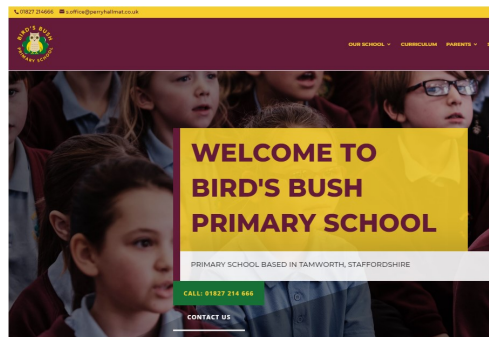 01827 214666 s.office@perryhallmat.co.uk
BIRD'S BUSH
PRIMARY SCHOOL
OUR SCHOOL CURRICULUM PARENTS
WELCOME TO
BIRD'S BUSH
PRIMARY SCHOOL
PRIMARY SCHOOL BASED IN TAMWORTH, STAFFORDSHIRE
CALL: 01827 214 666
CONTACT US